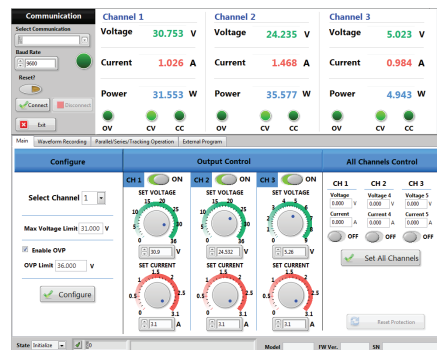 Communication
Select Communication
Baud Rate
9600
Reset?
Connect
Disconnect
Exit
Channel 1
Voltage 30.753 V
Current 1.026 A
Power 31.553 W
OV CV CC
Channel 2
Voltage 24.235 V
Current 1.468 A
Power 35.577 W
OV CV CC
Channel 3
Voltage 5.023 V
Current 0.984 A
Power 4.943 W
OV CV CC
Main Waveform Recording Parallel/Series/Tracking Operation External Program
Configure
Select Channel 1
Max Voltage Limit 31.000 V
Enable OVP
OVP Limit 36.000 V
Configure
Output Control
CH 1 ON CH 2 ON CH 3 ON
SET VOLTAGE SET VOLTAGE SET VOLTAGE
30.9 V 24.532 V 5.28 V
SET CURRENT SET CURRENT SET CURRENT
3.1 A 3.1 A 3.1 A
All Channels Control
CH 1 CH 2 CH 3
Voltage Voltage 4 Voltage 5
0.000 V 0.000 V 0.000 V
Current Current 4 Current 5
0.000 A 0.000 A 0.000 A
OFF OFF OFF
Set All Channels
Reset Protection
State Initialize 0
Model FW Ver. SN